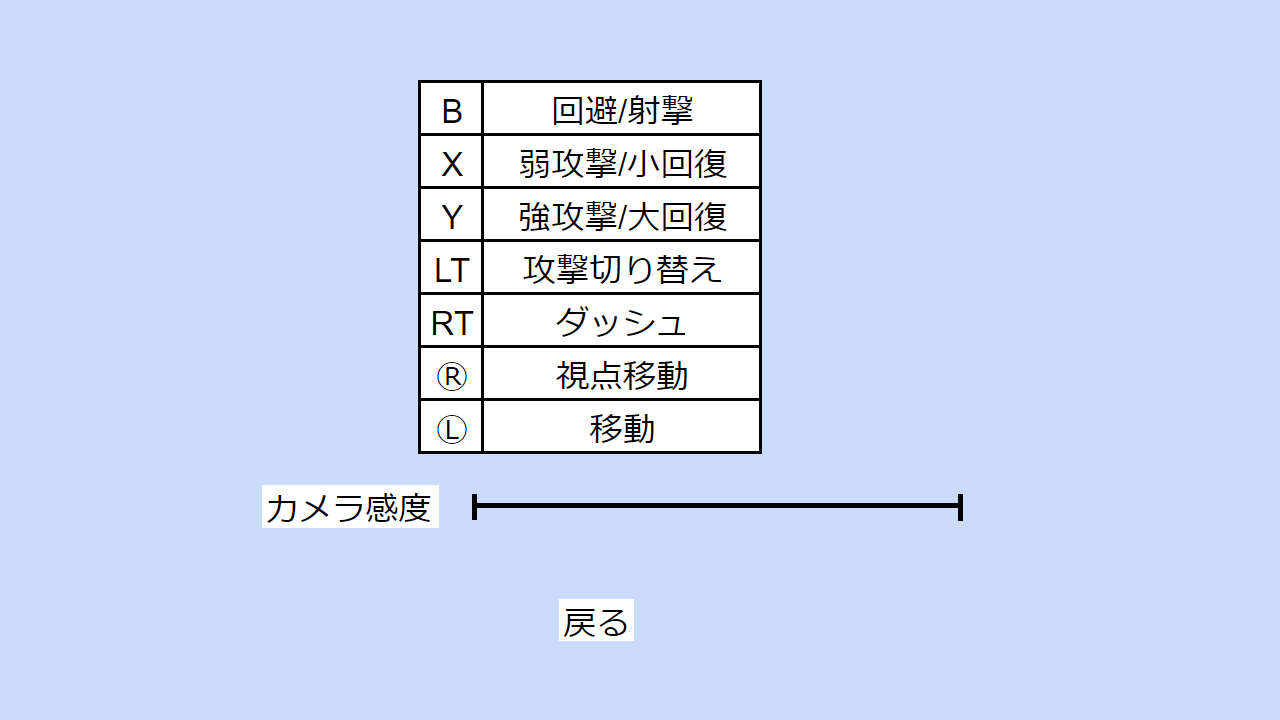 B 回避/射撃
X 弱攻撃/小回復
Y 強攻撃/大回復
LT 攻撃切り替え
RT ダッシュ
Ⓡ 視点移動
Ⓛ 移動
カメラ感度
戻る